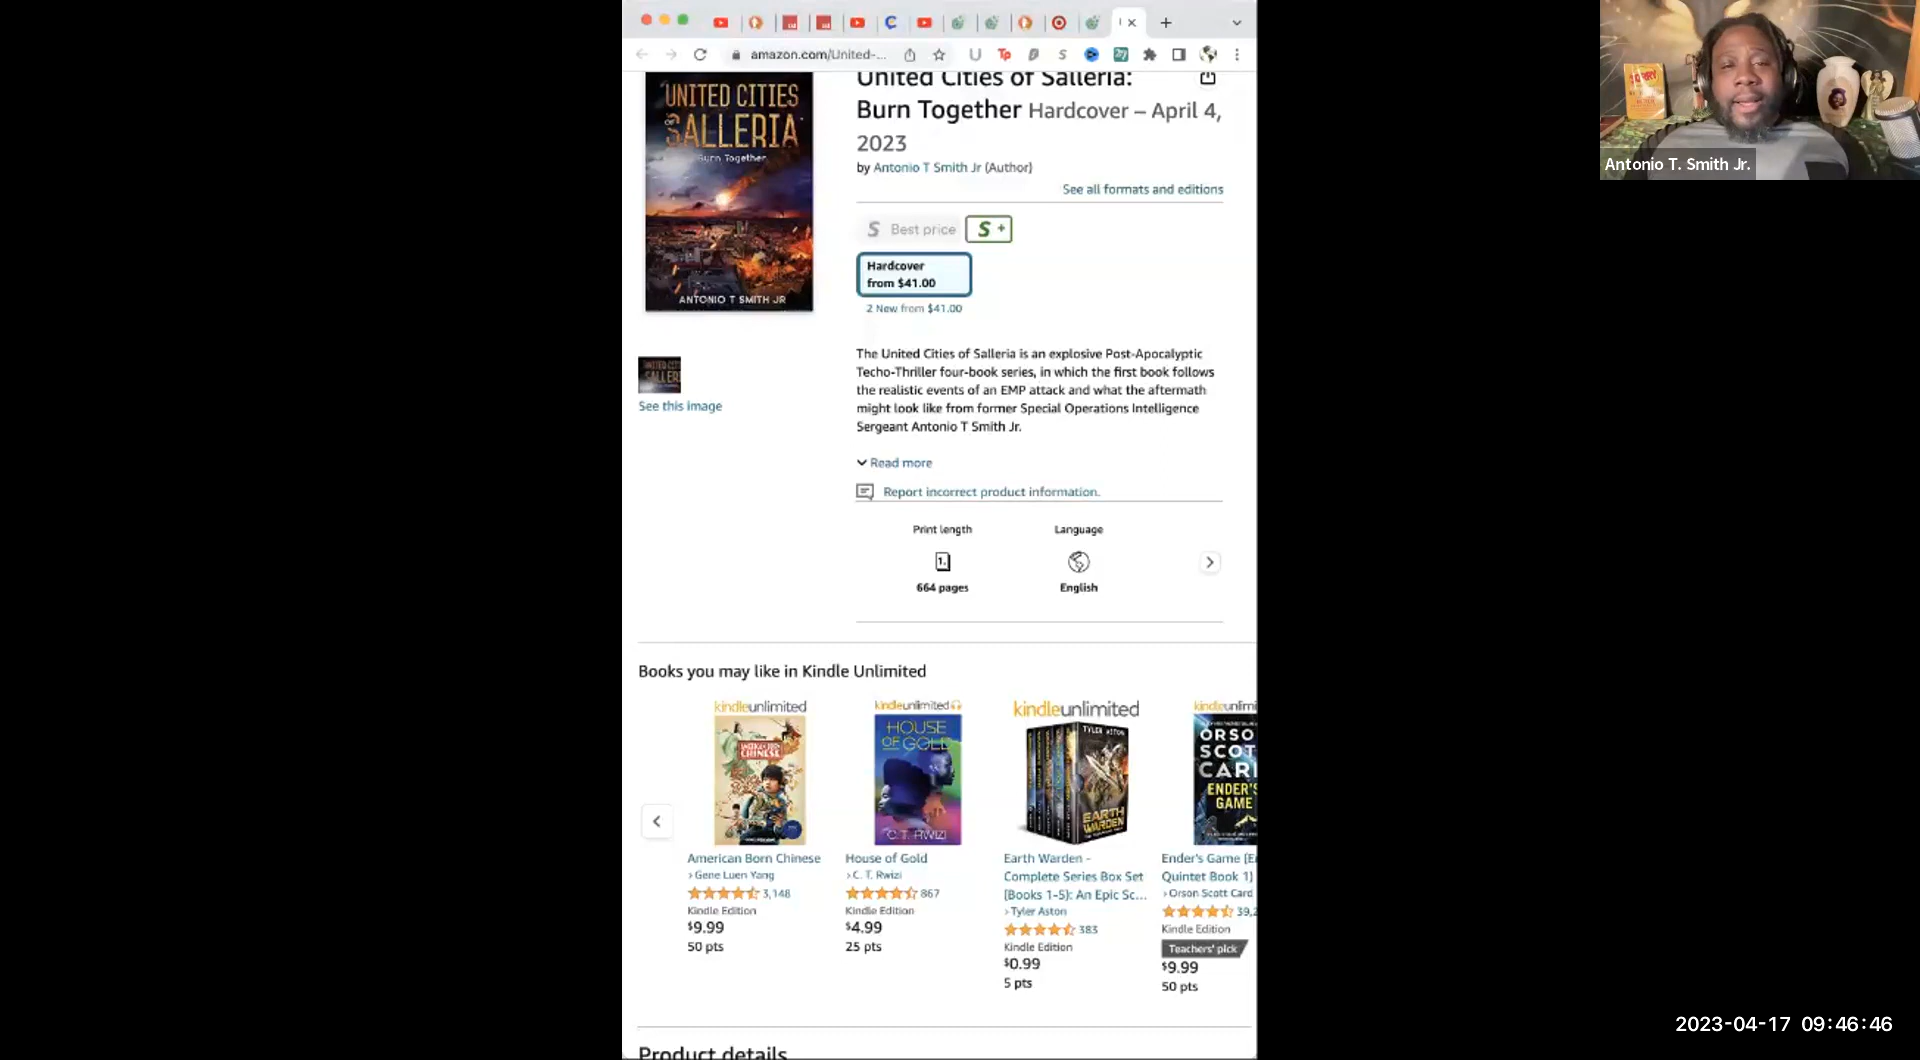 amazon.com/United-...
United Cities of Salleria:
Burn Together Hardcover – April 4,
2023
by Antonio T Smith Jr (Author)
See all formats and editions
UNITED CITIES
of SALLERIA
Burn Together
ANTONIO T SMITH JR
S Best price
S +
Hardcover
from $41.00
2 New from $41.00
See this image
The United Cities of Salleria is an explosive Post-Apocalyptic
Techo-Thriller four-book series, in which the first book follows
the realistic events of an EMP attack and what the aftermath
might look like from former Special Operations Intelligence
Sergeant Antonio T Smith Jr.
Read more
Report incorrect product information.
Print length
Language
664 pages
English
Books you may like in Kindle Unlimited
kindleunlimited
American Born Chinese
› Gene Luen Yang
3,148
Kindle Edition
$9.99
50 pts
kindleunlimited
HOUSE
OF GOLD
C. T. RWIZI
House of Gold
› C. T. Rwizi
867
Kindle Edition
$4.99
25 pts
kindleunlimited
TYLER ASTON
EARTH
WARDEN
Earth Warden -
Complete Series Box Set
(Books 1-5): An Epic Sc...
› Tyler Aston
383
Kindle Edition
$0.99
5 pts
kindleunlimi
ORSO
SCOT
CAR
ENDER'S
GAME
Ender's Game (E
Quintet Book 1)
› Orson Scott Card
39,2
Kindle Edition
Teachers' pick
$9.99
50 pts
Product details
Antonio T. Smith Jr.
2023-04-17 09:46:46